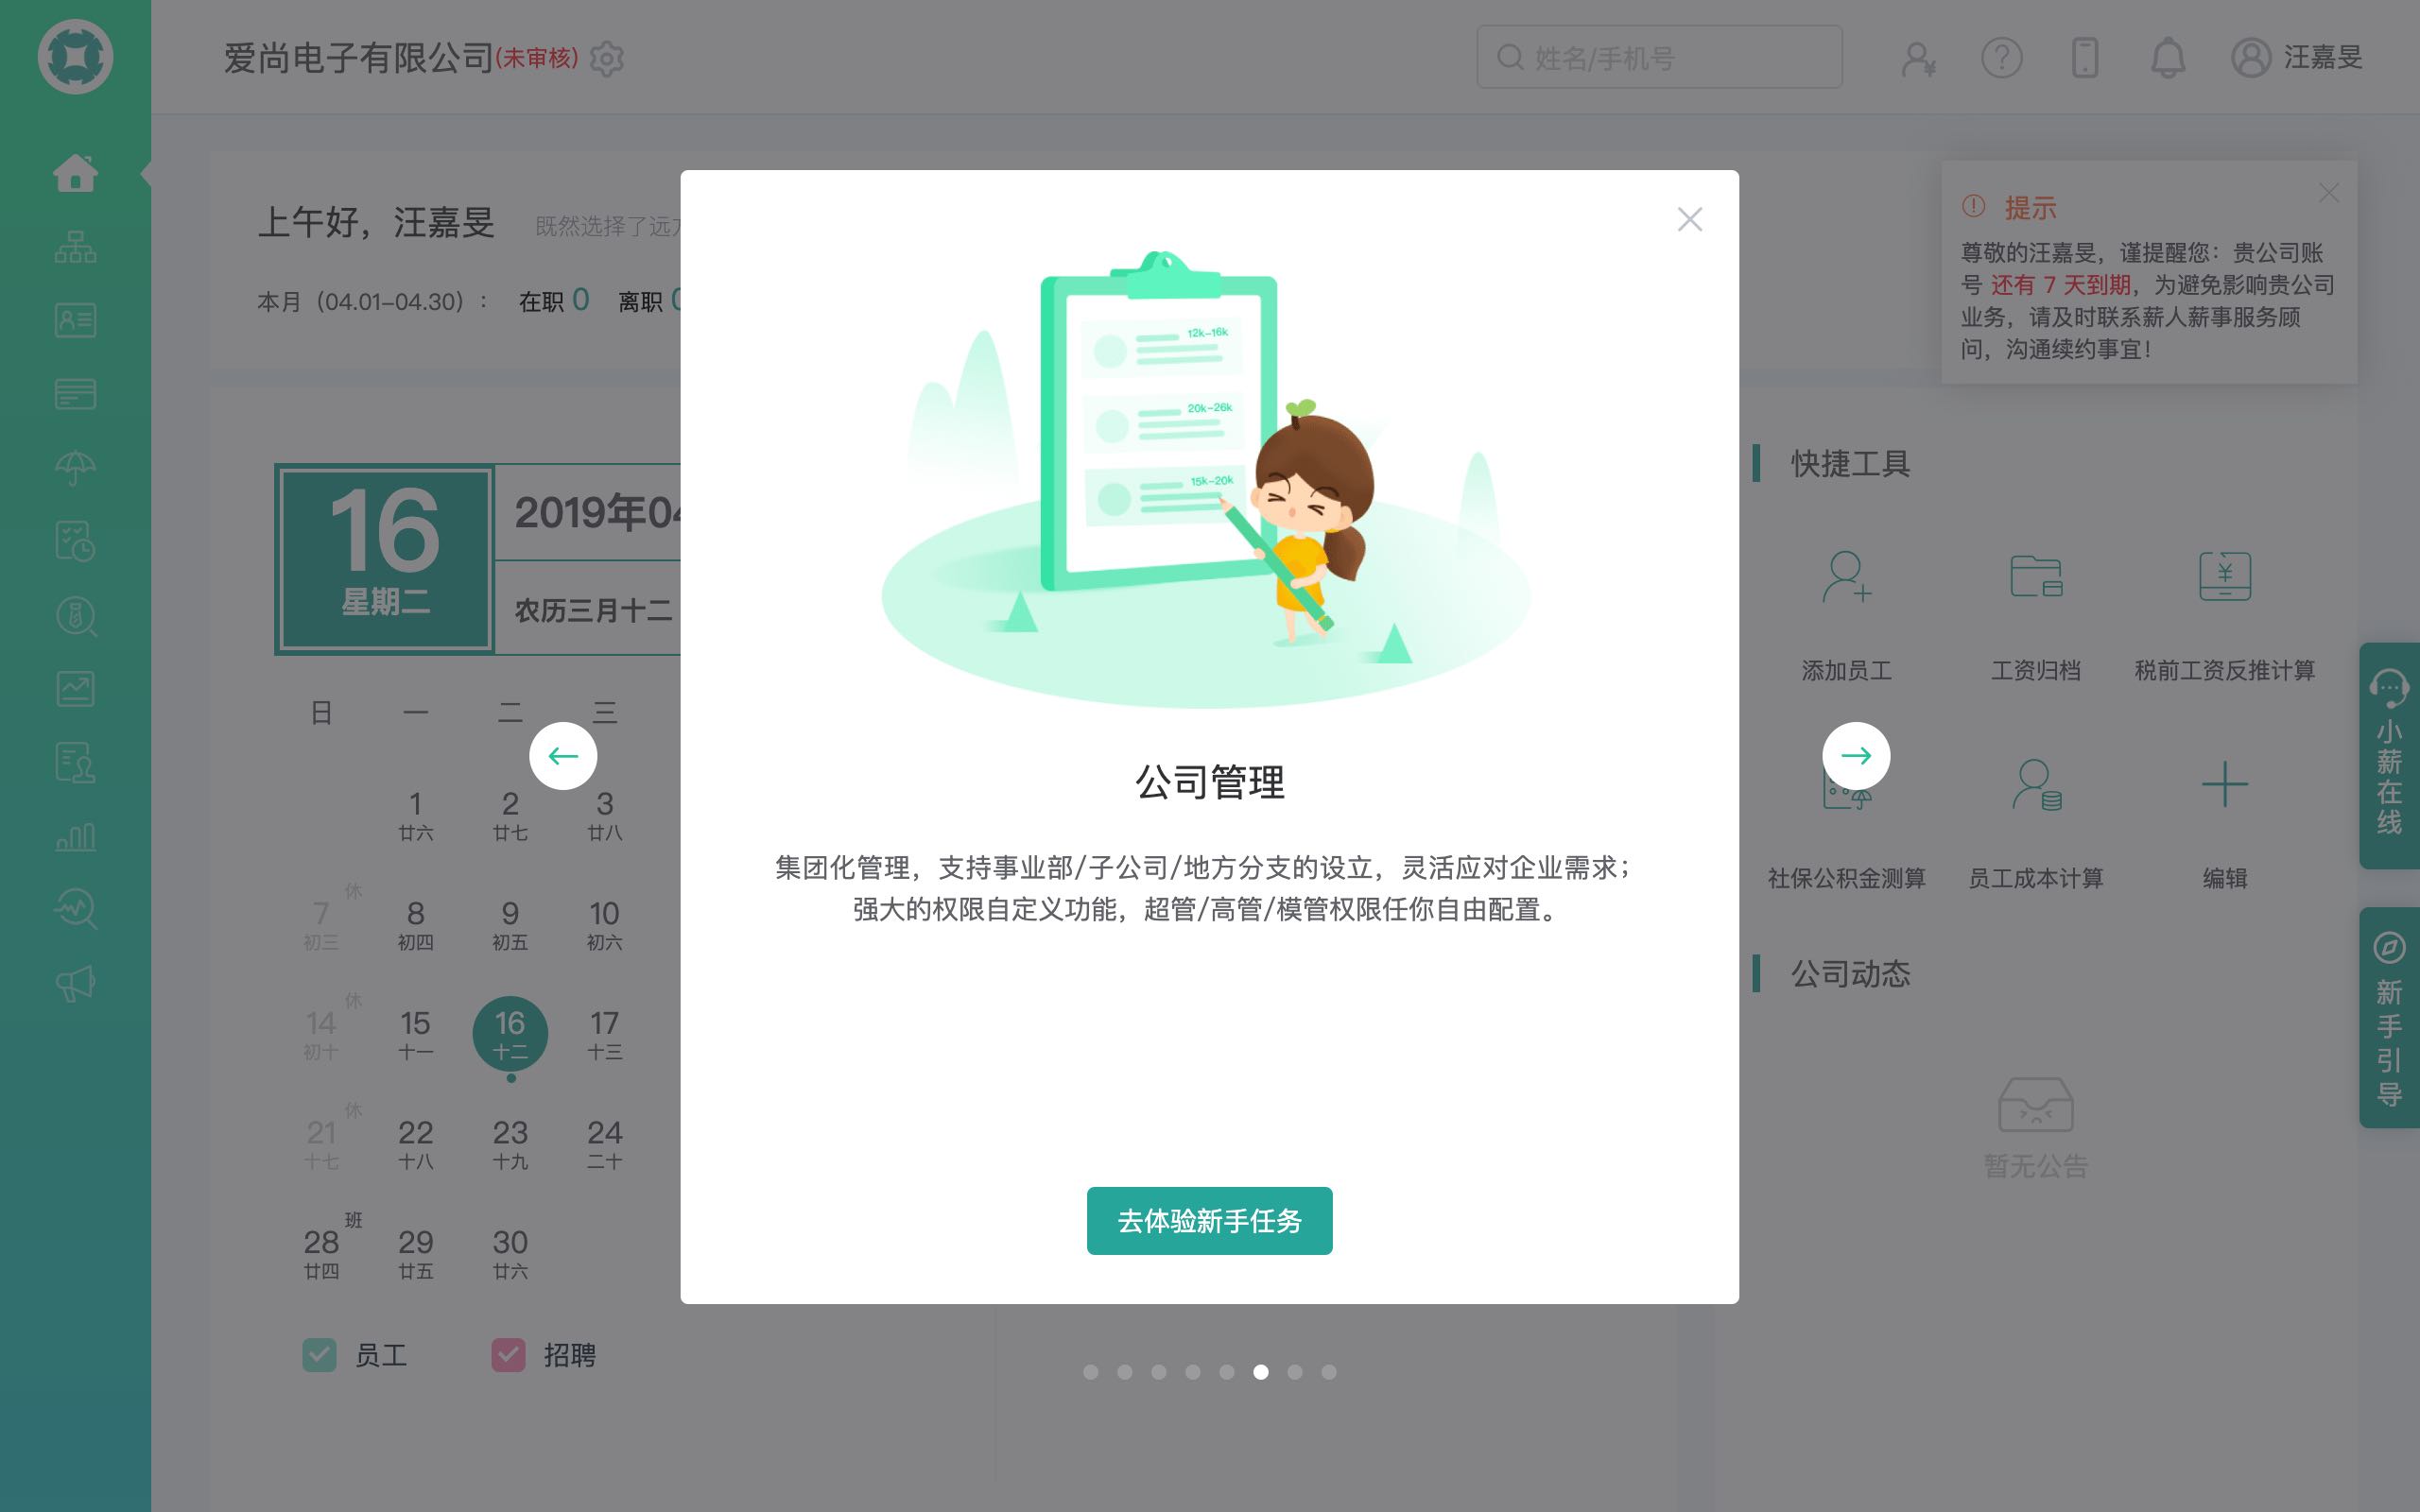 爱尚电子有限公司(未审核)
姓名/手机号
汪嘉旻
上午好，汪嘉旻
既然选择了远方
本月（04.01-04.30）：
在职 0
离职 0
提示
尊敬的汪嘉旻，谨提醒您：贵公司账
号 还有 7 天到期，为避免影响贵公司
业务，请及时联系薪人薪事服务顾
问，沟通续约事宜！
16
星期二
2019年04
农历三月十二
日 一 二 三
1 2 3
廿六 廿七 廿八
休
7 8 9 10
初三 初四 初五 初六
休
14 15 16 17
初十 十一 十二 十三
休
21 22 23 24
十七 十八 十九 二十
班
28 29 30
廿四 廿五 廿六
员工 招聘
12k-16k
20k-26k
15k-20k
公司管理
集团化管理，支持事业部/子公司/地方分支的设立，灵活应对企业需求；
强大的权限自定义功能，超管/高管/模管权限任你自由配置。
去体验新手任务
快捷工具
添加员工 工资归档 税前工资反推计算
社保公积金测算 员工成本计算 编辑
公司动态
暂无公告
小薪在线
新手引导